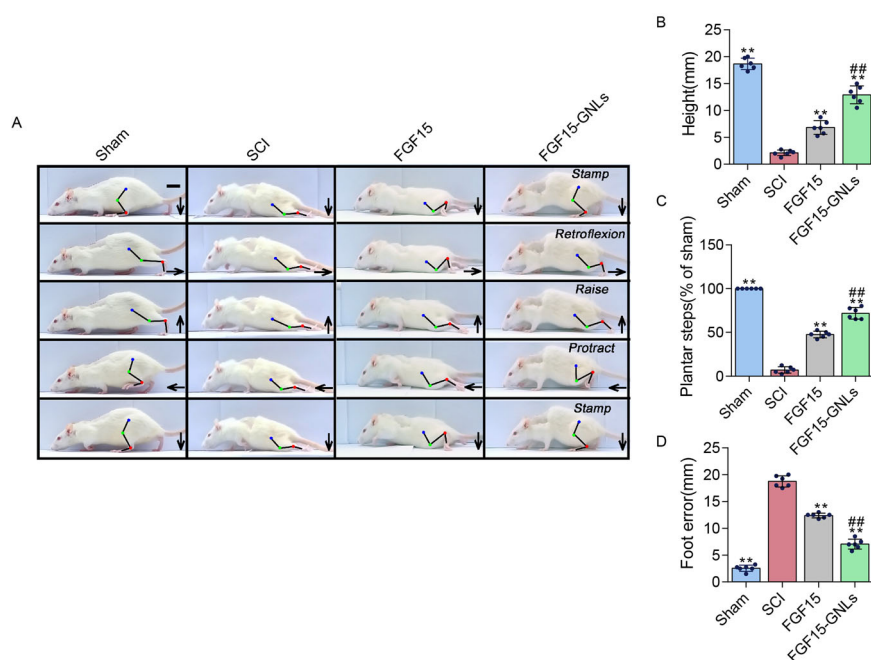 A
Sham
SCI
FGF15
FGF15-GNLs
Stamp
Retroflexion
Raise
Protract
Stamp
B
Height(mm)
25
20
15
10
5
0
**
**
##
**
Sham
SCI
FGF15
FGF15-GNLs
C
Plantar steps(% of sham)
150
100
50
0
**
**
##
**
Sham
SCI
FGF15
FGF15-GNLs
D
Foot error(mm)
25
20
15
10
5
0
**
**
##
**
Sham
SCI
FGF15
FGF15-GNLs